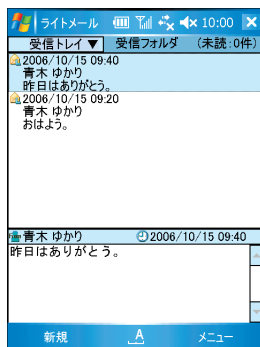 ライトメール 10:00
受信トレイ▼ 受信フォルダ (未読:0件)
2006/10/15 09:40
青木 ゆかり
昨日はありがとう。
2006/10/15 09:20
青木 ゆかり
おはよう。
青木 ゆかり 2006/10/15 09:40
昨日はありがとう。
新規 A メニュー